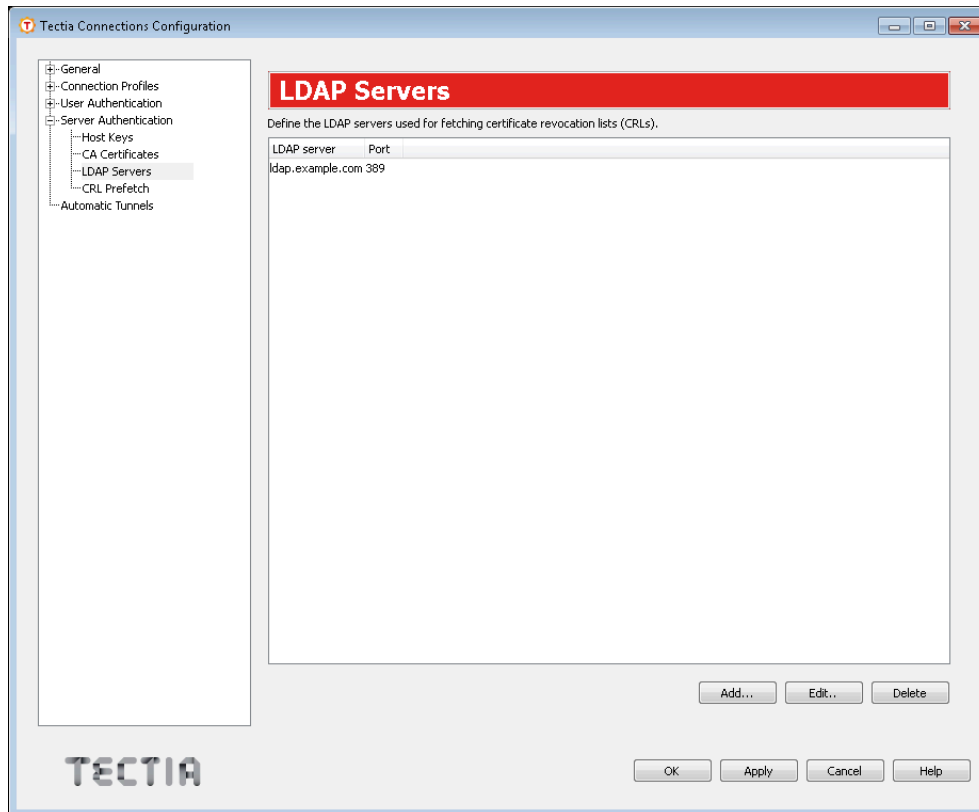 Tectia Connections Configuration
General
Connection Profiles
User Authentication
Server Authentication
Host Keys
CA Certificates
LDAP Servers
CRL Prefetch
Automatic Tunnels
LDAP Servers
Define the LDAP servers used for fetching certificate revocation lists (CRLs).
LDAP server Port
ldap.example.com 389
Add... Edit.. Delete
TECTIA
OK Apply Cancel Help